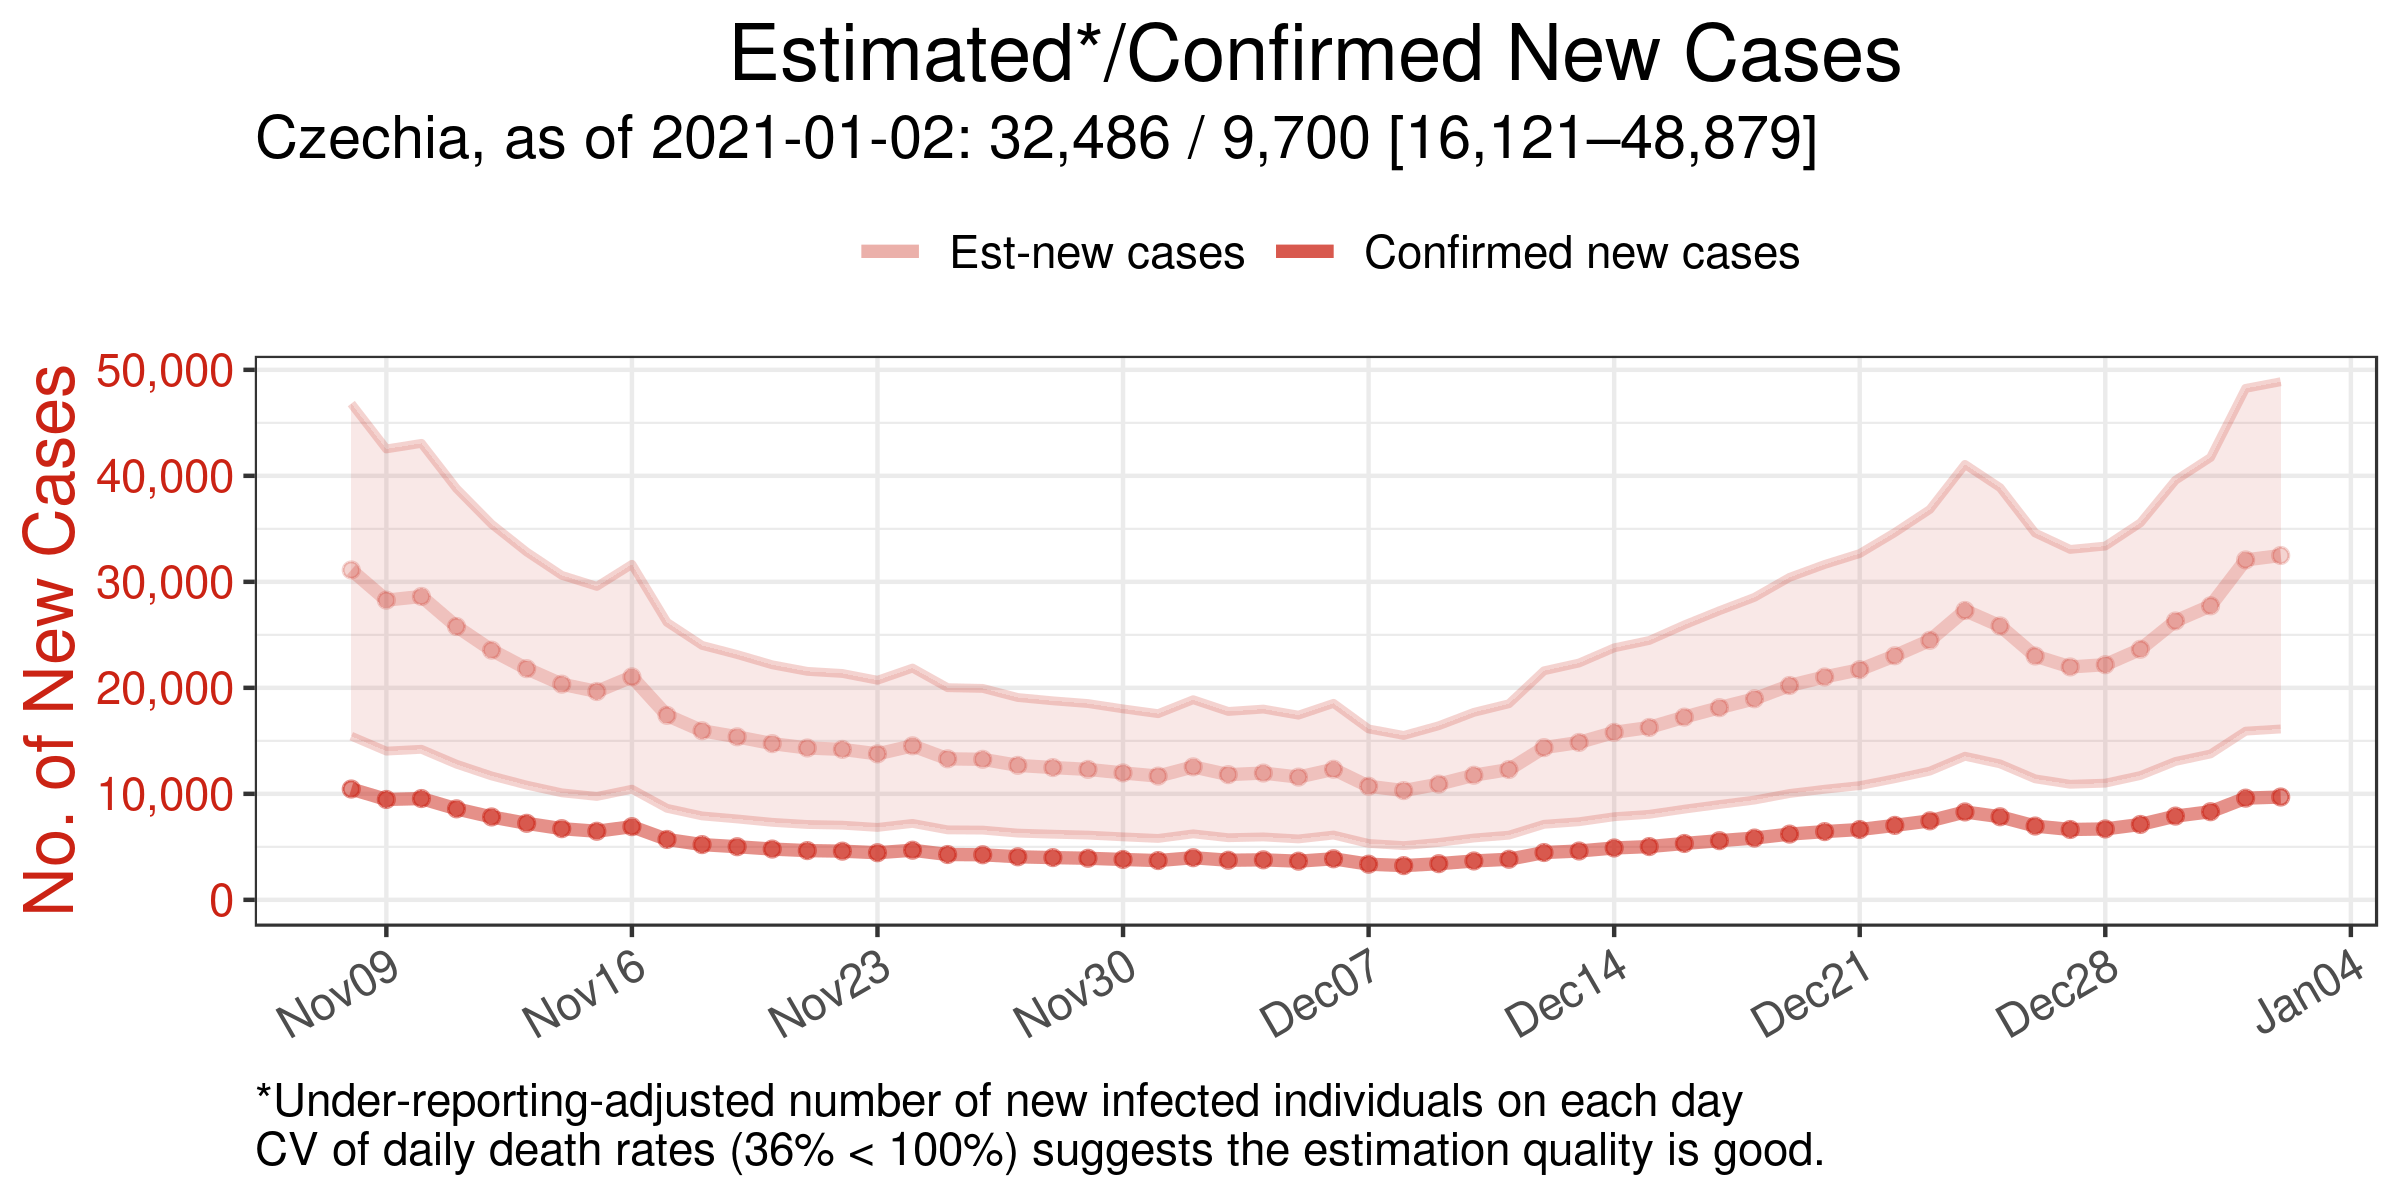 Estimated*/Confirmed New Cases
Czechia, as of 2021-01-02: 32,486 / 9,700 [16,121–48,879]
Est-new cases
Confirmed new cases
No. of New Cases
50,000
40,000
30,000
20,000
10,000
0
Nov09
Nov16
Nov23
Nov30
Dec07
Dec14
Dec21
Dec28
Jan04
*Under-reporting-adjusted number of new infected individuals on each day
CV of daily death rates (36% < 100%) suggests the estimation quality is good.